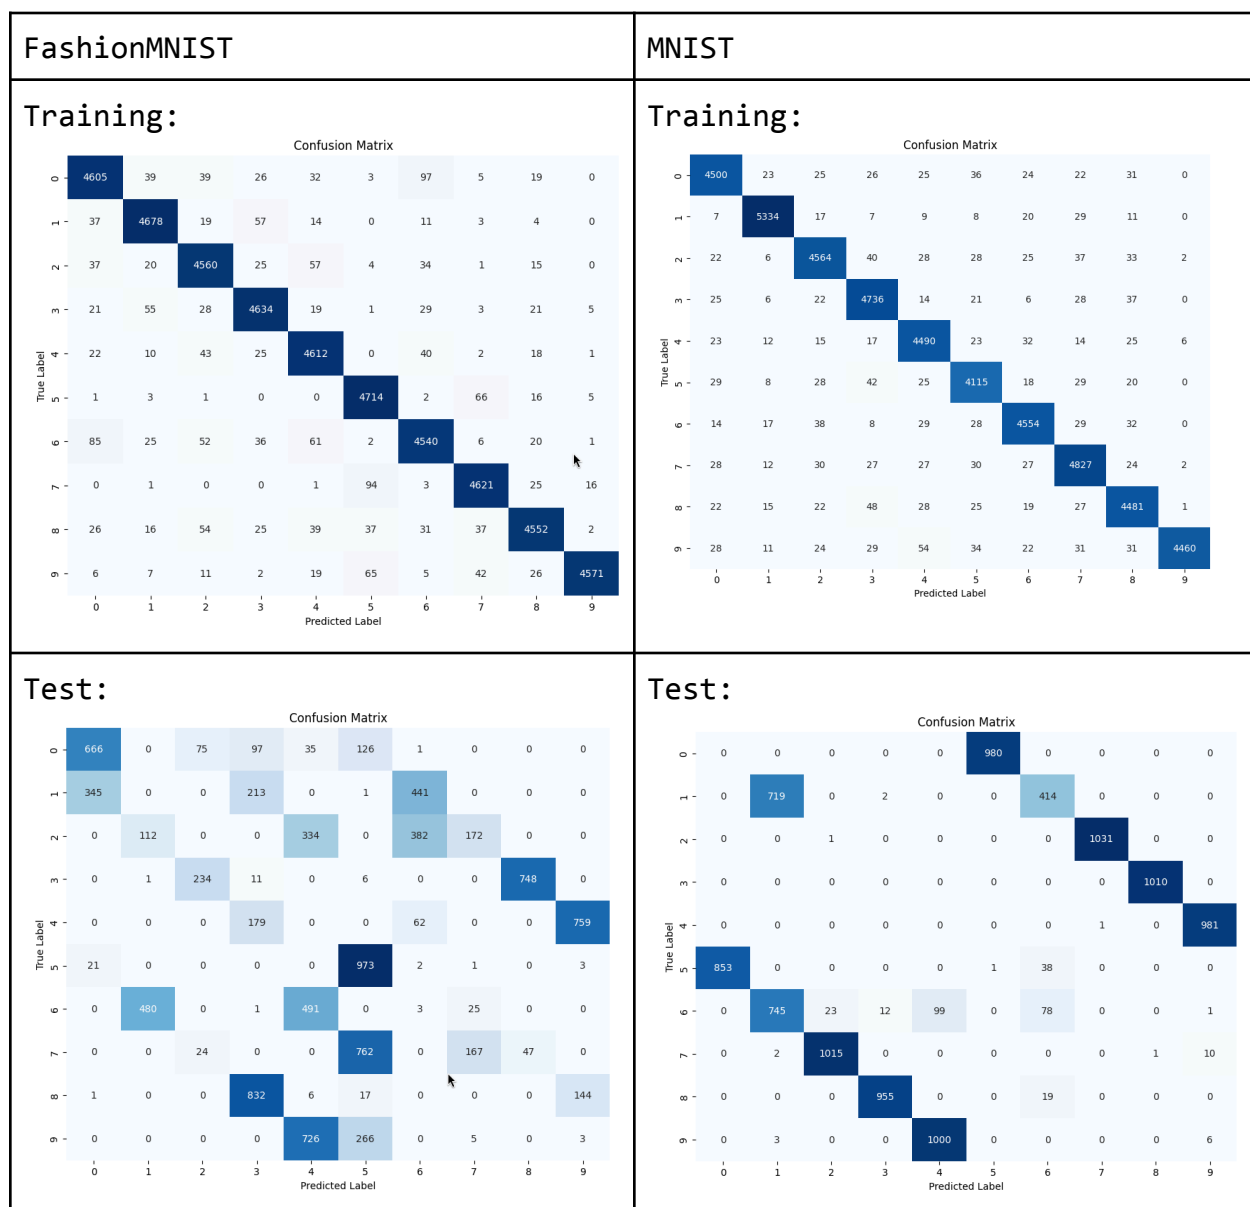 FashionMNIST
MNIST
Training:
Confusion Matrix
0 4605 39 39 26 32 3 97 5 19 0
1 37 4678 19 57 14 0 11 3 4 0
2 37 20 4560 25 57 4 34 1 15 0
3 21 55 28 4634 19 1 29 3 21 5
4 22 10 43 25 4612 0 40 2 18 1
True Label
5 1 3 1 0 0 4714 2 66 16 5
6 85 25 52 36 61 2 4540 6 20 1
7 0 1 0 0 1 94 3 4621 25 16
8 26 16 54 25 39 37 31 37 4552 2
9 6 7 11 2 19 65 5 42 26 4571
0 1 2 3 4 5 6 7 8 9
Predicted Label
Training:
Confusion Matrix
0 4500 23 25 26 25 36 24 22 31 0
1 7 5334 17 7 9 8 20 29 11 0
2 22 6 4564 40 28 28 25 37 33 2
3 25 6 22 4736 14 21 6 28 37 0
4 23 12 15 17 4490 23 32 14 25 6
True Label
5 29 8 28 42 25 4115 18 29 20 0
6 14 17 38 8 29 28 4554 29 32 0
7 28 12 30 27 27 30 27 4827 24 2
8 22 15 22 48 28 25 19 27 4481 1
9 28 11 24 29 54 34 22 31 31 4460
0 1 2 3 4 5 6 7 8 9
Predicted Label
Test:
Confusion Matrix
0 666 0 75 97 35 126 1 0 0 0
1 345 0 0 213 0 1 441 0 0 0
2 0 112 0 0 334 0 382 172 0 0
3 0 1 234 11 0 6 0 0 748 0
4 0 0 0 179 0 0 62 0 0 759
True Label
5 21 0 0 0 0 973 2 1 0 3
6 0 480 0 1 491 0 3 25 0 0
7 0 0 24 0 0 762 0 167 47 0
8 1 0 0 832 6 17 0 0 0 144
9 0 0 0 0 726 266 0 5 0 3
0 1 2 3 4 5 6 7 8 9
Predicted Label
Test:
Confusion Matrix
0 0 0 0 0 0 980 0 0 0 0
1 0 719 0 2 0 0 414 0 0 0
2 0 0 1 0 0 0 0 1031 0 0
3 0 0 0 0 0 0 0 0 1010 0
4 0 0 0 0 0 0 0 1 0 981
True Label
5 853 0 0 0 0 1 38 0 0 0
6 0 745 23 12 99 0 78 0 0 1
7 0 2 1015 0 0 0 0 0 1 10
8 0 0 0 955 0 0 19 0 0 0
9 0 3 0 0 1000 0 0 0 0 6
0 1 2 3 4 5 6 7 8 9
Predicted Label